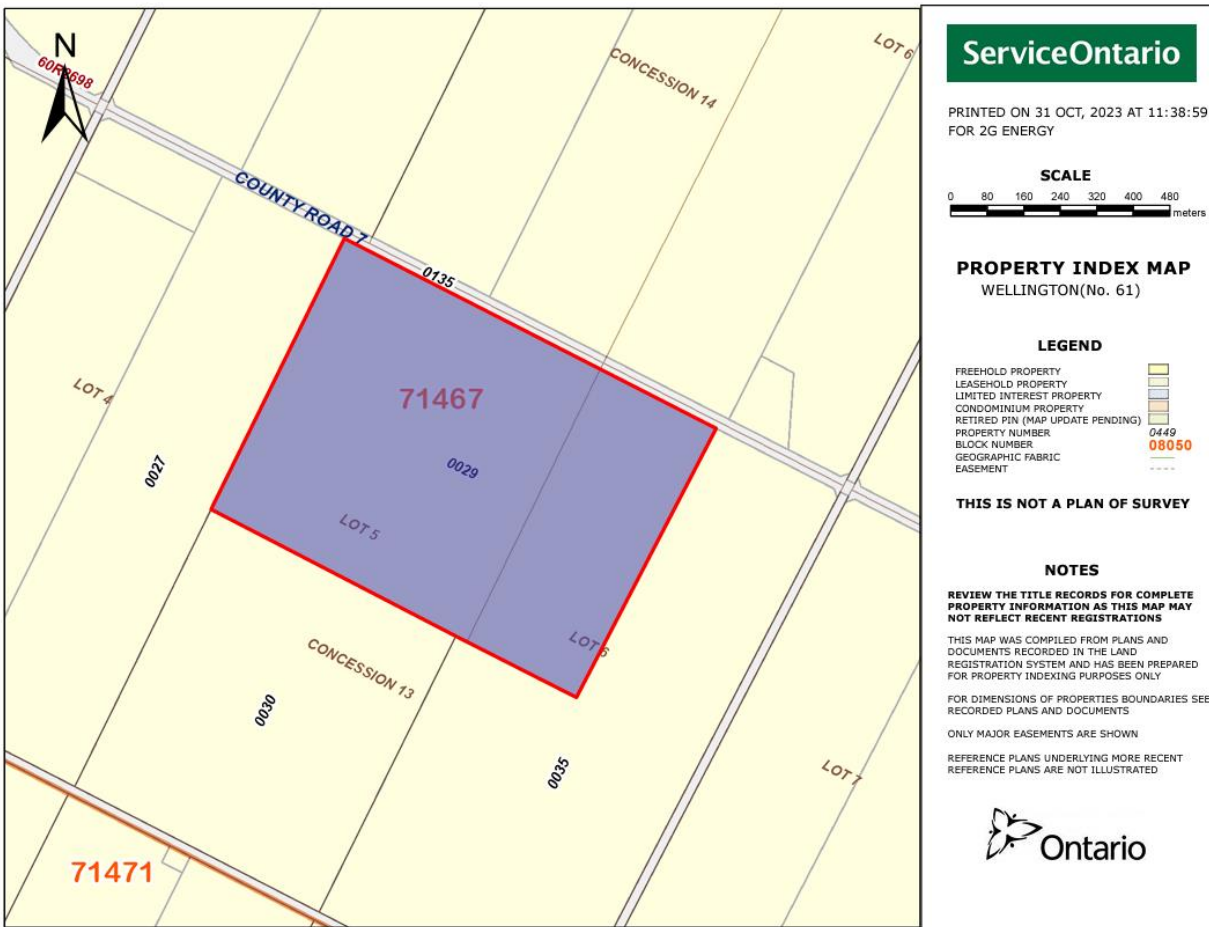 N
60R3698
LOT 6
CONCESSION 14
COUNTY ROAD 7
0135
71467
LOT 4
0027
0029
LOT 5
LOT 6
CONCESSION 13
0030
0035
LOT 7
71471
ServiceOntario
PRINTED ON 31 OCT, 2023 AT 11:38:59
FOR 2G ENERGY
SCALE
0 80 160 240 320 400 480
meters
PROPERTY INDEX MAP
WELLINGTON(No. 61)
LEGEND
FREEHOLD PROPERTY
LEASEHOLD PROPERTY
LIMITED INTEREST PROPERTY
CONDOMINIUM PROPERTY
RETIRED PIN (MAP UPDATE PENDING)
PROPERTY NUMBER 0449
BLOCK NUMBER 08050
GEOGRAPHIC FABRIC
EASEMENT
THIS IS NOT A PLAN OF SURVEY
NOTES
REVIEW THE TITLE RECORDS FOR COMPLETE
PROPERTY INFORMATION AS THIS MAP MAY
NOT REFLECT RECENT REGISTRATIONS
THIS MAP WAS COMPILED FROM PLANS AND
DOCUMENTS RECORDED IN THE LAND
REGISTRATION SYSTEM AND HAS BEEN PREPARED
FOR PROPERTY INDEXING PURPOSES ONLY
FOR DIMENSIONS OF PROPERTIES BOUNDARIES SEE
RECORDED PLANS AND DOCUMENTS
ONLY MAJOR EASEMENTS ARE SHOWN
REFERENCE PLANS UNDERLYING MORE RECENT
REFERENCE PLANS ARE NOT ILLUSTRATED
Ontario